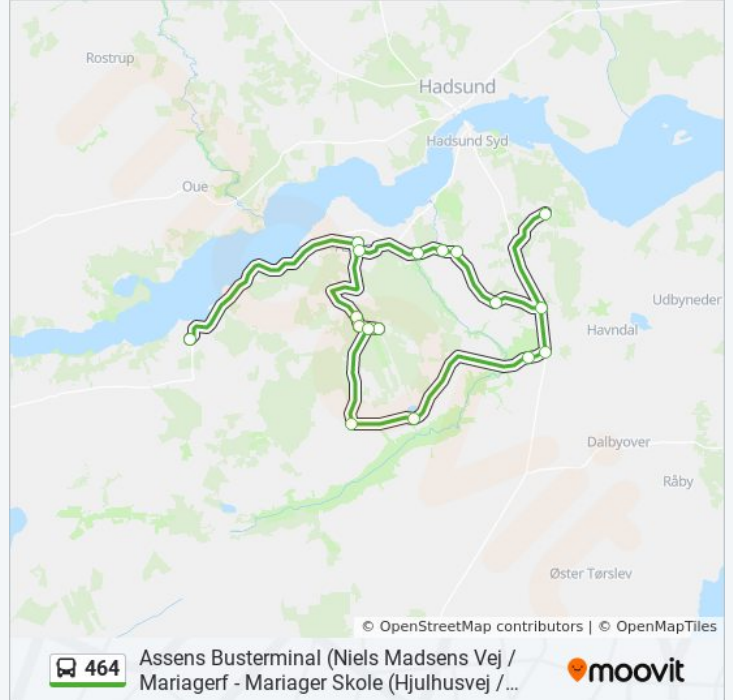 Rostrup
Hadsund
Hadsund Syd
Oue
Udbyneder
Havndal
Dalbyover
Råby
Øster Tørslev
© OpenStreetMap contributors | © OpenMapTiles
464
Assens Busterminal (Niels Madsens Vej /
Mariagerf - Mariager Skole (Hjulhusvej /…
moovit